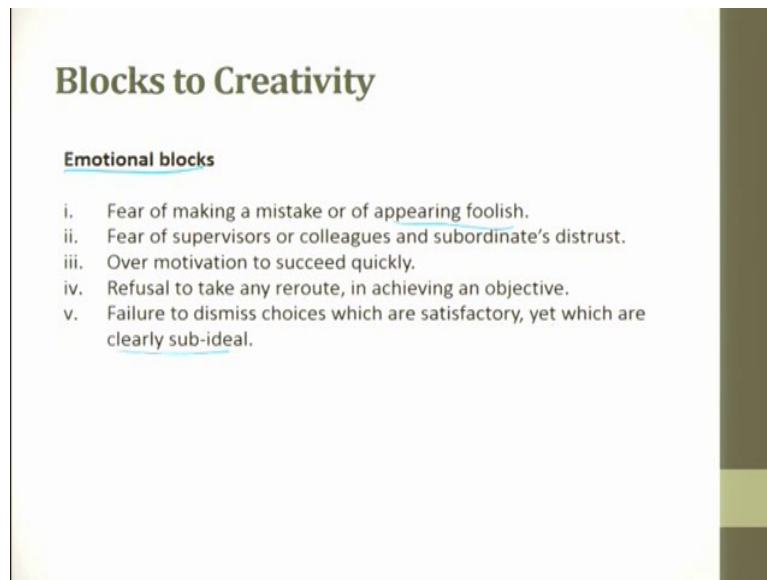 Blocks to Creativity
Emotional blocks
i. Fear of making a mistake or of appearing foolish.
ii. Fear of supervisors or colleagues and subordinate's distrust.
iii. Over motivation to succeed quickly.
iv. Refusal to take any reroute, in achieving an objective.
v. Failure to dismiss choices which are satisfactory, yet which are
clearly sub-ideal.